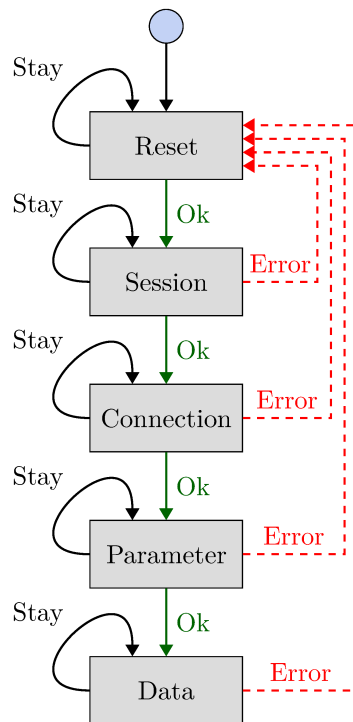 Stay
Reset
Ok
Stay
Error
Session
Ok
Stay
Error
Connection
Ok
Stay
Error
Parameter
Ok
Stay
Error
Data